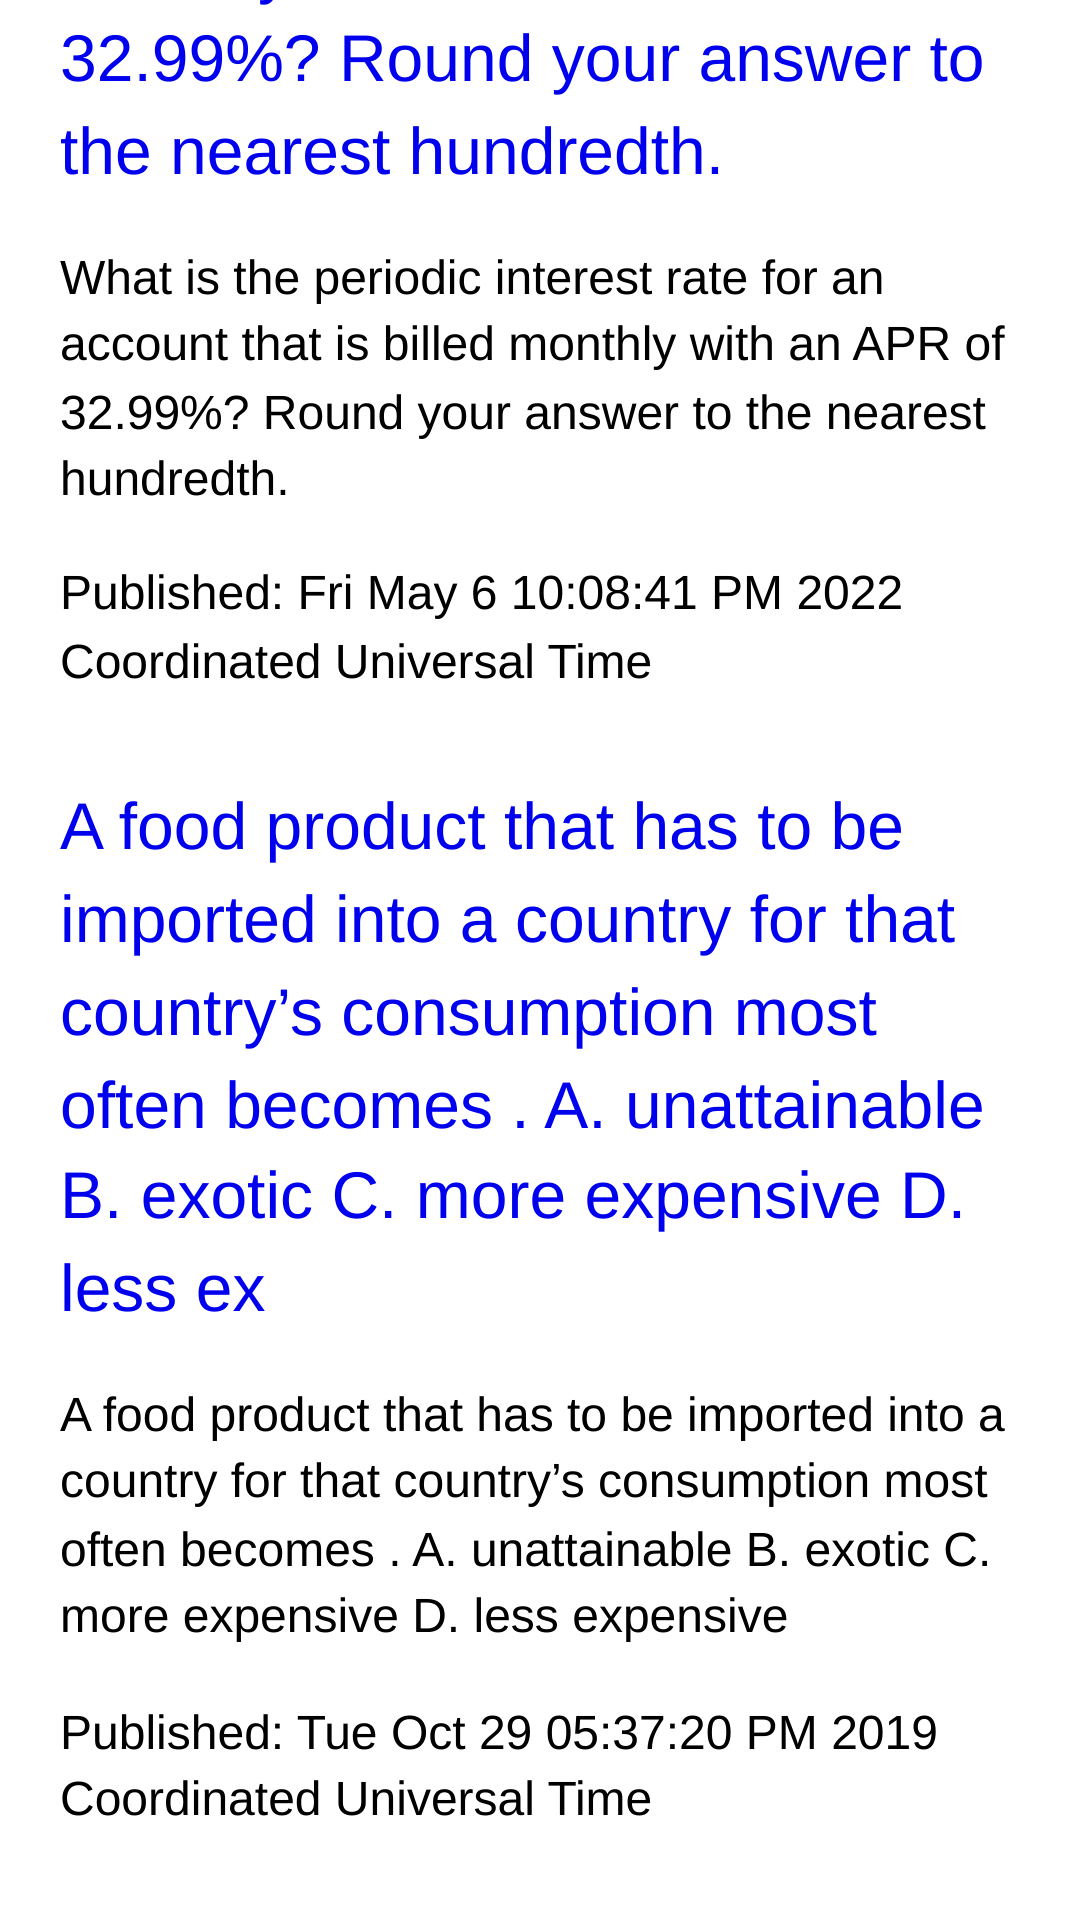 32.99%? Round your answer to
the nearest hundredth.
What is the periodic interest rate for an
account that is billed monthly with an APR of
32.99%? Round your answer to the nearest
hundredth.
Published: Fri May 6 10:08:41 PM 2022
Coordinated Universal Time
A food product that has to be
imported into a country for that
country’s consumption most
often becomes . A. unattainable
B. exotic C. more expensive D.
less ex
A food product that has to be imported into a
country for that country’s consumption most
often becomes . A. unattainable B. exotic C.
more expensive D. less expensive
Published: Tue Oct 29 05:37:20 PM 2019
Coordinated Universal Time